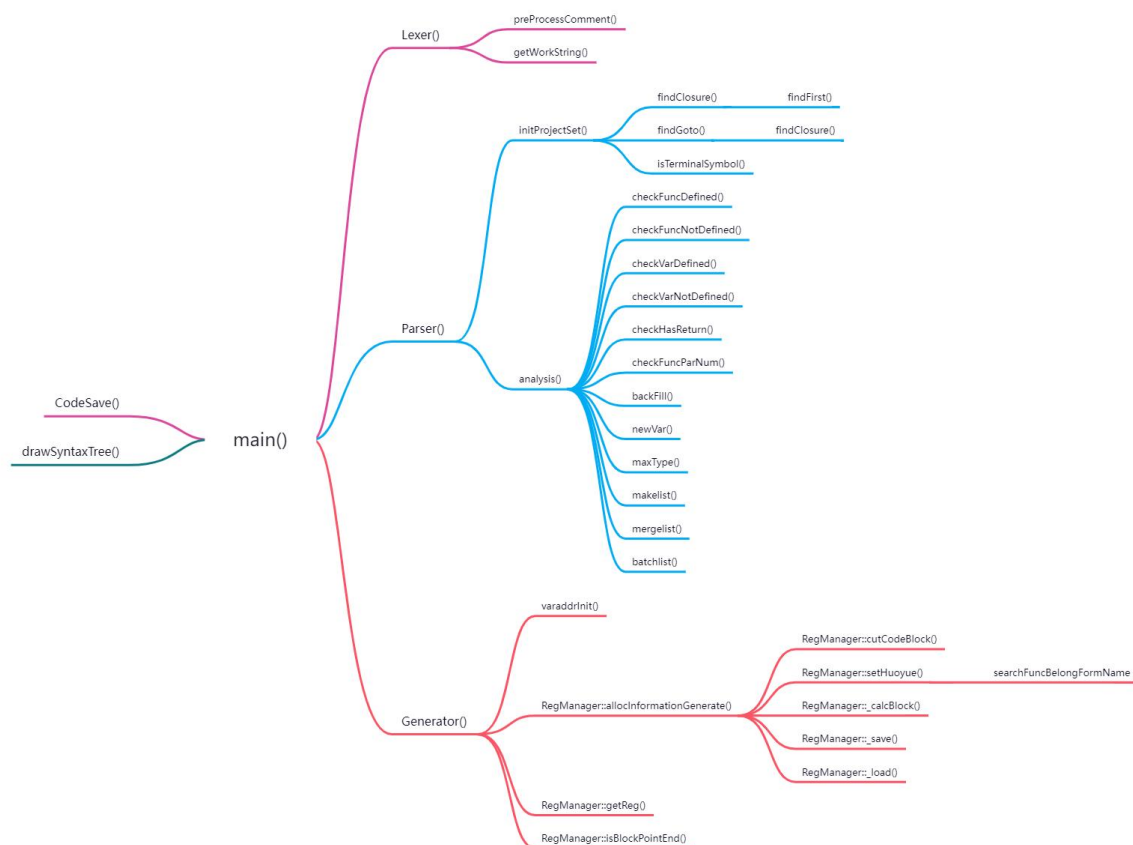 main()
CodeSave()
drawSyntaxTree()
Lexer()
preProcessComment()
getWorkString()
Parser()
initProjectSet()
findClosure()
findFirst()
findGoto()
findClosure()
isTerminalSymbol()
analysis()
checkFuncDefined()
checkFuncNotDefined()
checkVarDefined()
checkVarNotDefined()
checkHasReturn()
checkFuncParNum()
backFill()
newVar()
maxType()
makelist()
mergelist()
batchlist()
Generator()
varaddrInit()
RegManager::allocInformationGenerate()
RegManager::cutCodeBlock()
RegManager::setHuoyue()
searchFuncBelongFormName
RegManager::_calcBlock()
RegManager::_save()
RegManager::_load()
RegManager::getReg()
RegManager::isBlockPointEnd()